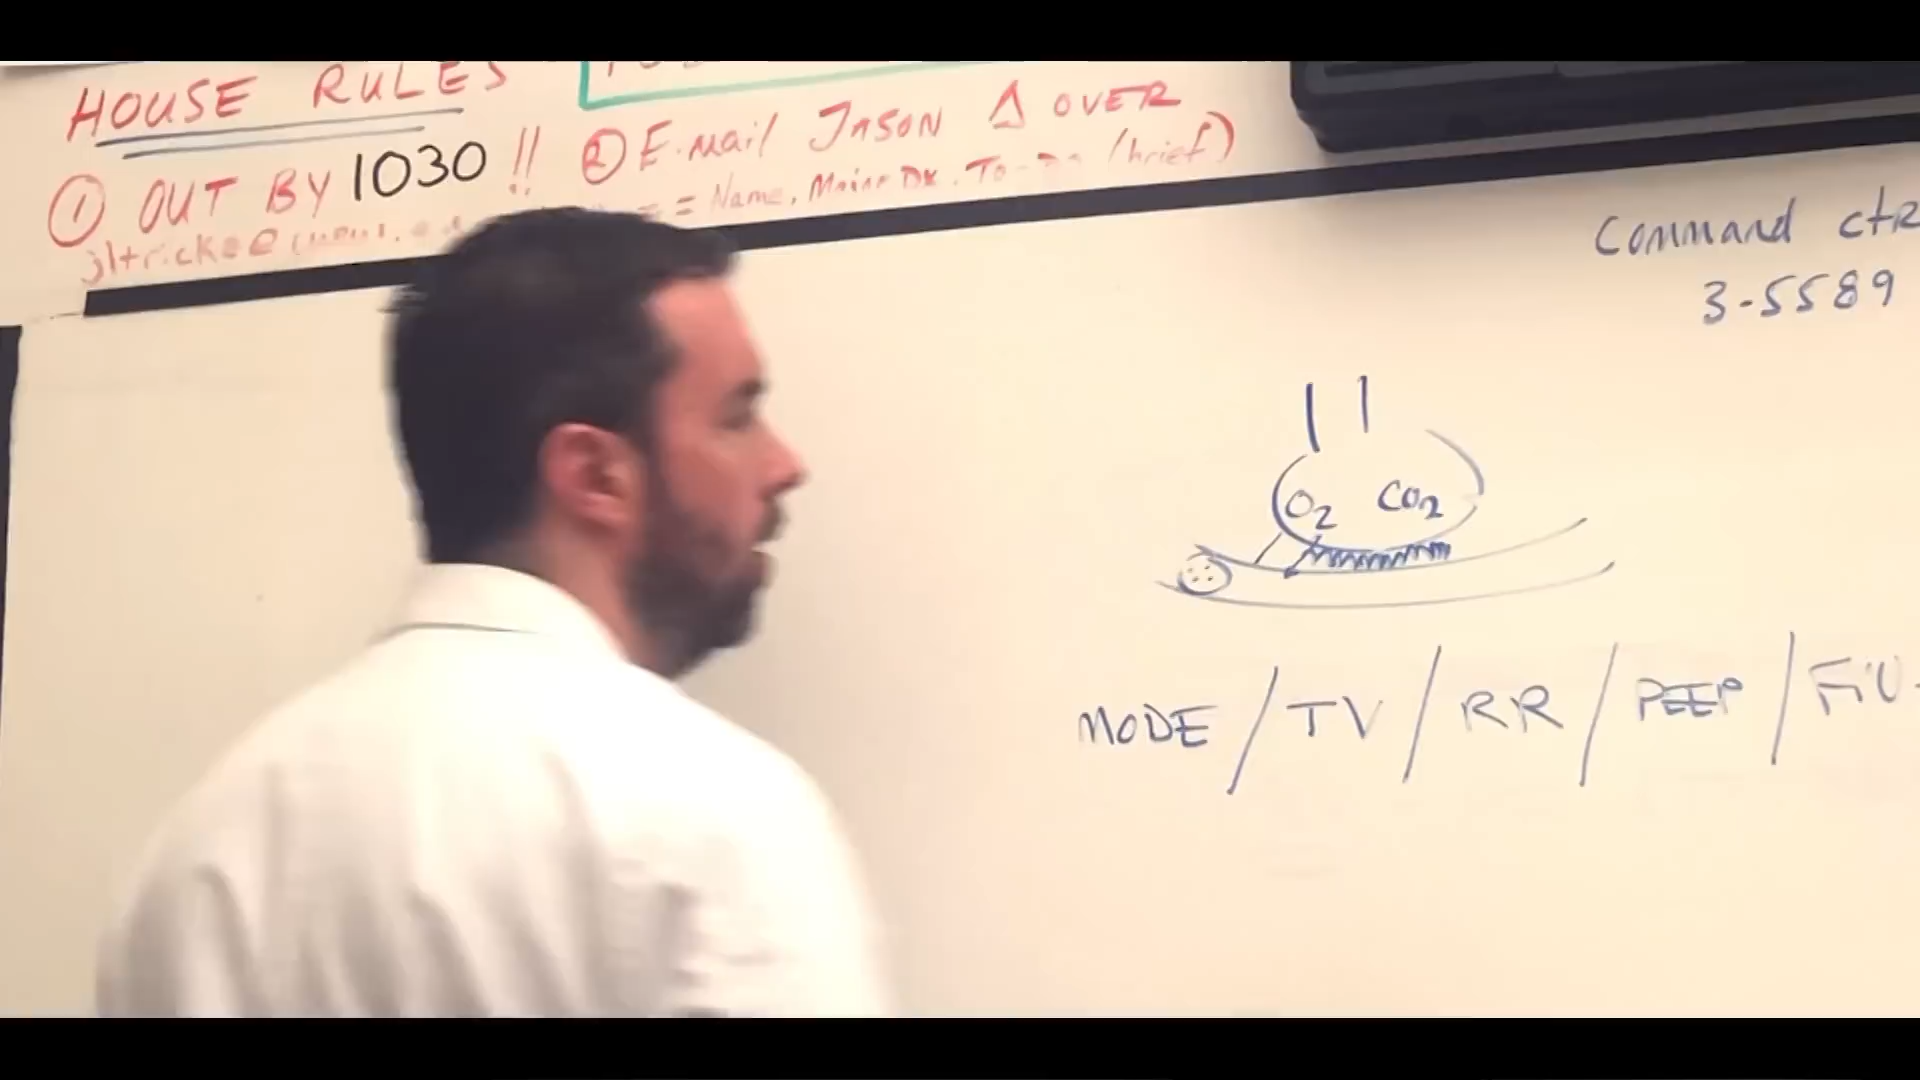 HOUSE RULES
① OUT BY 1030 !! ② E-mail JASON Δ OVER
= Name, Major Dx, To-Do /brief)
Command ctr
3-5589
O2 CO2
MODE / TV / RR / PEEP /